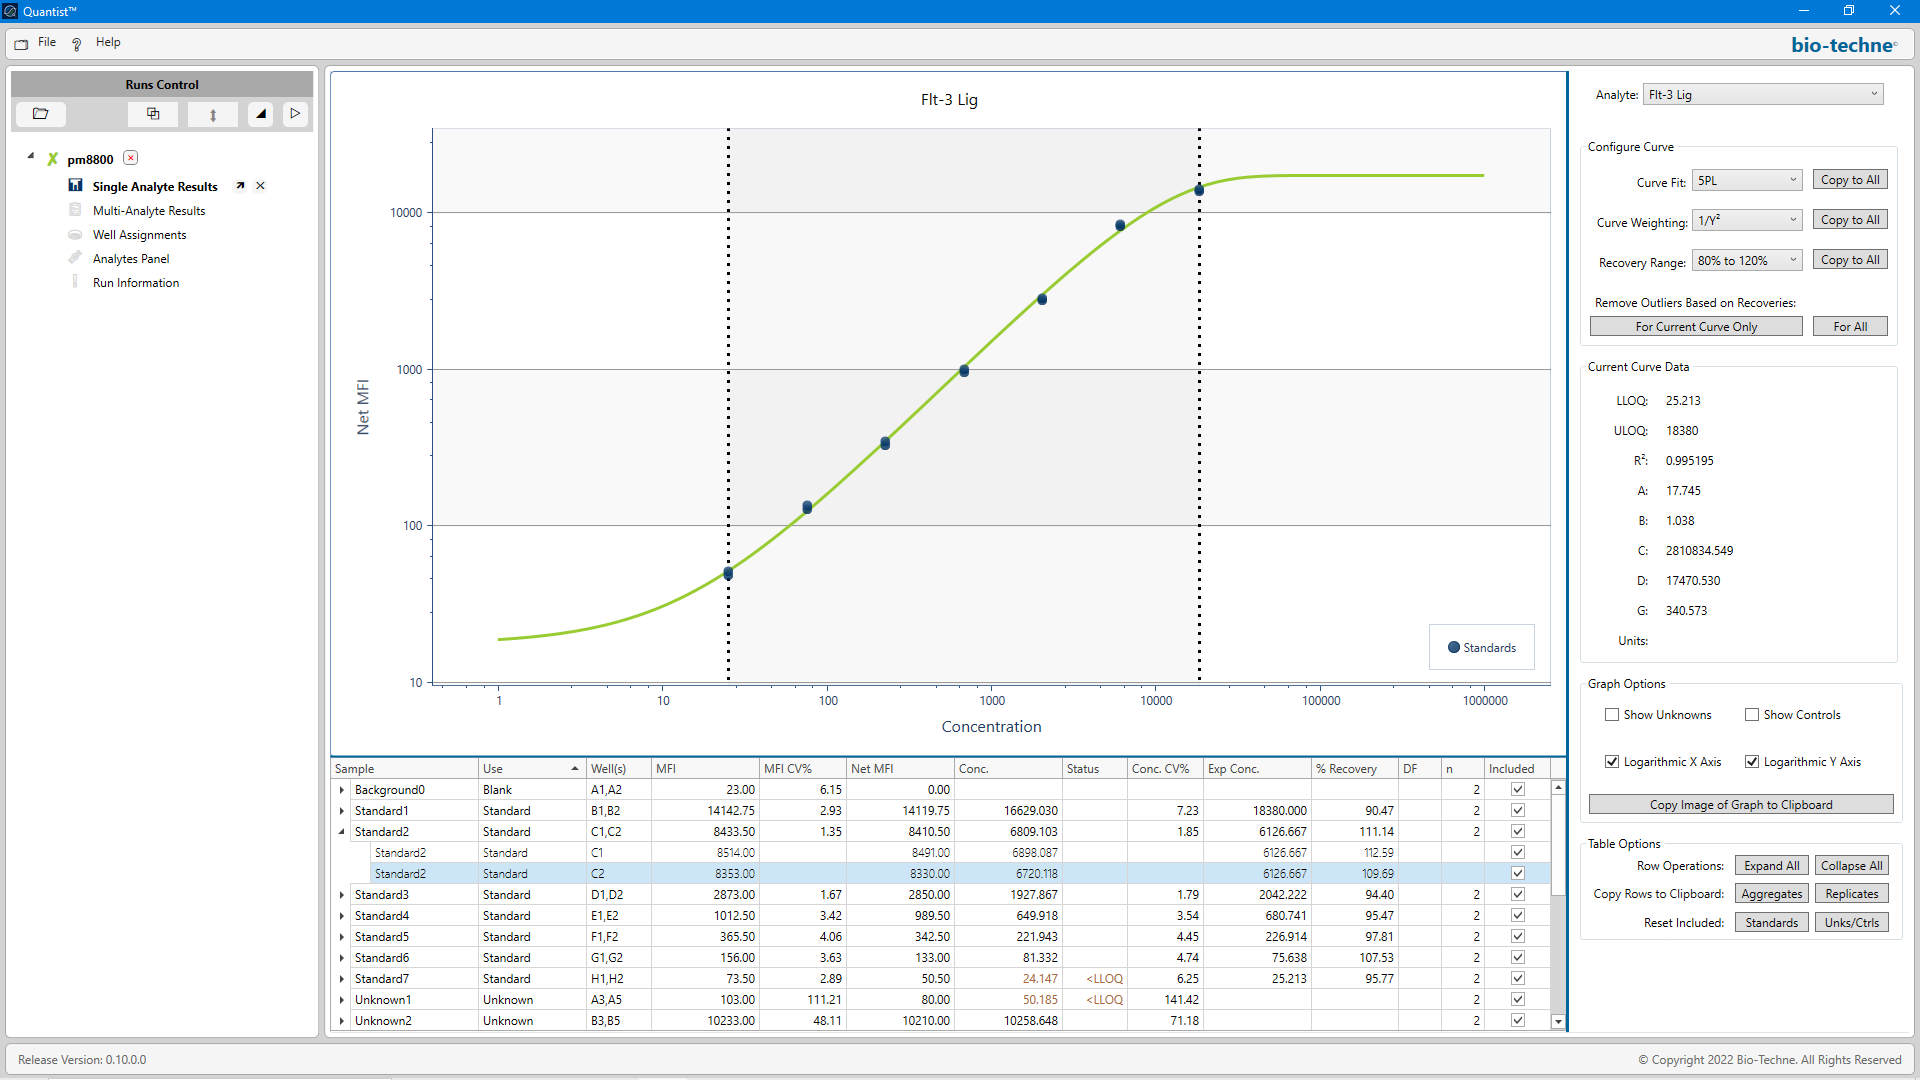 Quantist™
File
Help
bio-techne®
Runs Control
pm8800
Single Analyte Results
Multi-Analyte Results
Well Assignments
Analytes Panel
Run Information
Flt-3 Lig
Net MFI
10000
1000
100
10
1 10 100 1000 10000 100000 1000000
Concentration
Standards
Analyte: Flt-3 Lig
Configure Curve
Curve Fit: 5PL Copy to All
Curve Weighting: 1/Y² Copy to All
Recovery Range: 80% to 120% Copy to All
Remove Outliers Based on Recoveries:
For Current Curve Only For All
Current Curve Data
LLOQ: 25.213
ULOQ: 18380
R²: 0.995195
A: 17.745
B: 1.038
C: 2810834.549
D: 17470.530
G: 340.573
Units:
Graph Options
Show Unknowns Show Controls
Logarithmic X Axis Logarithmic Y Axis
Copy Image of Graph to Clipboard
Table Options
Row Operations: Expand All Collapse All
Copy Rows to Clipboard: Aggregates Replicates
Reset Included: Standards Unks/Ctrls
Sample Use Well(s) MFI MFI CV% Net MFI Conc. Status Conc. CV% Exp Conc. % Recovery DF n Included
Background0 Blank A1,A2 23.00 6.15 0.00 2
Standard1 Standard B1,B2 14142.75 2.93 14119.75 16629.030 7.23 18380.000 90.47 2
Standard2 Standard C1,C2 8433.50 1.35 8410.50 6809.103 1.85 6126.667 111.14 2
Standard2 Standard C1 8514.00 8491.00 6898.087 6126.667 112.59
Standard2 Standard C2 8353.00 8330.00 6720.118 6126.667 109.69
Standard3 Standard D1,D2 2873.00 1.67 2850.00 1927.867 1.79 2042.222 94.40 2
Standard4 Standard E1,E2 1012.50 3.42 989.50 649.918 3.54 680.741 95.47 2
Standard5 Standard F1,F2 365.50 4.06 342.50 221.943 4.45 226.914 97.81 2
Standard6 Standard G1,G2 156.00 3.63 133.00 81.332 4.74 75.638 107.53 2
Standard7 Standard H1,H2 73.50 2.89 50.50 24.147 <LLOQ 6.25 25.213 95.77 2
Unknown1 Unknown A3,A5 103.00 111.21 80.00 50.185 <LLOQ 141.42 2
Unknown2 Unknown B3,B5 10233.00 48.11 10210.00 10258.648 71.18 2
Release Version: 0.10.0.0
© Copyright 2022 Bio-Techne. All Rights Reserved